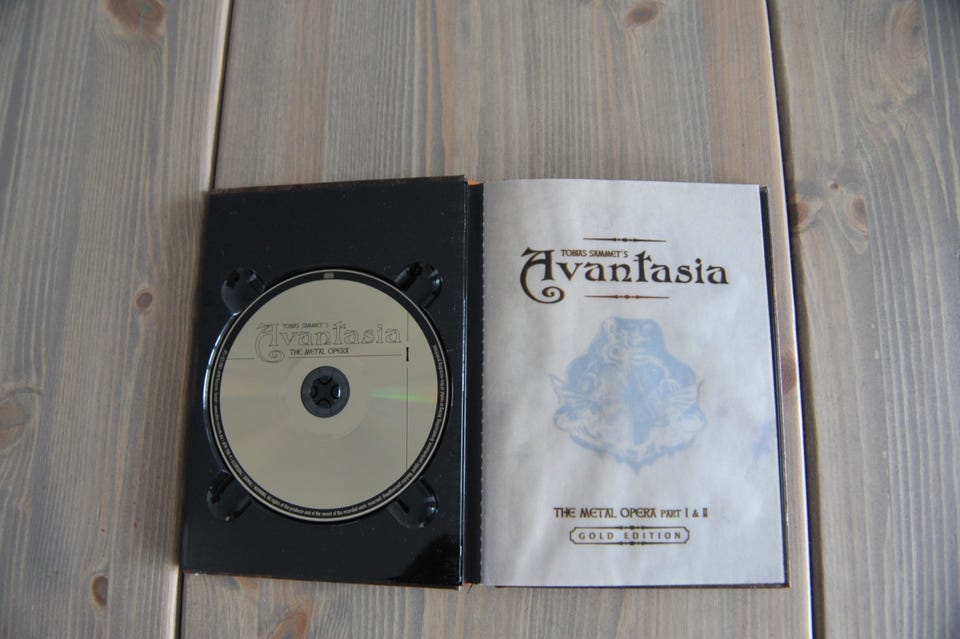 TOBIAS SAMMET'S
Avantasia
THE METAL OPERA
I
TOBIAS SAMMET'S
Avantasia
THE METAL OPERA PART I & II
GOLD EDITION